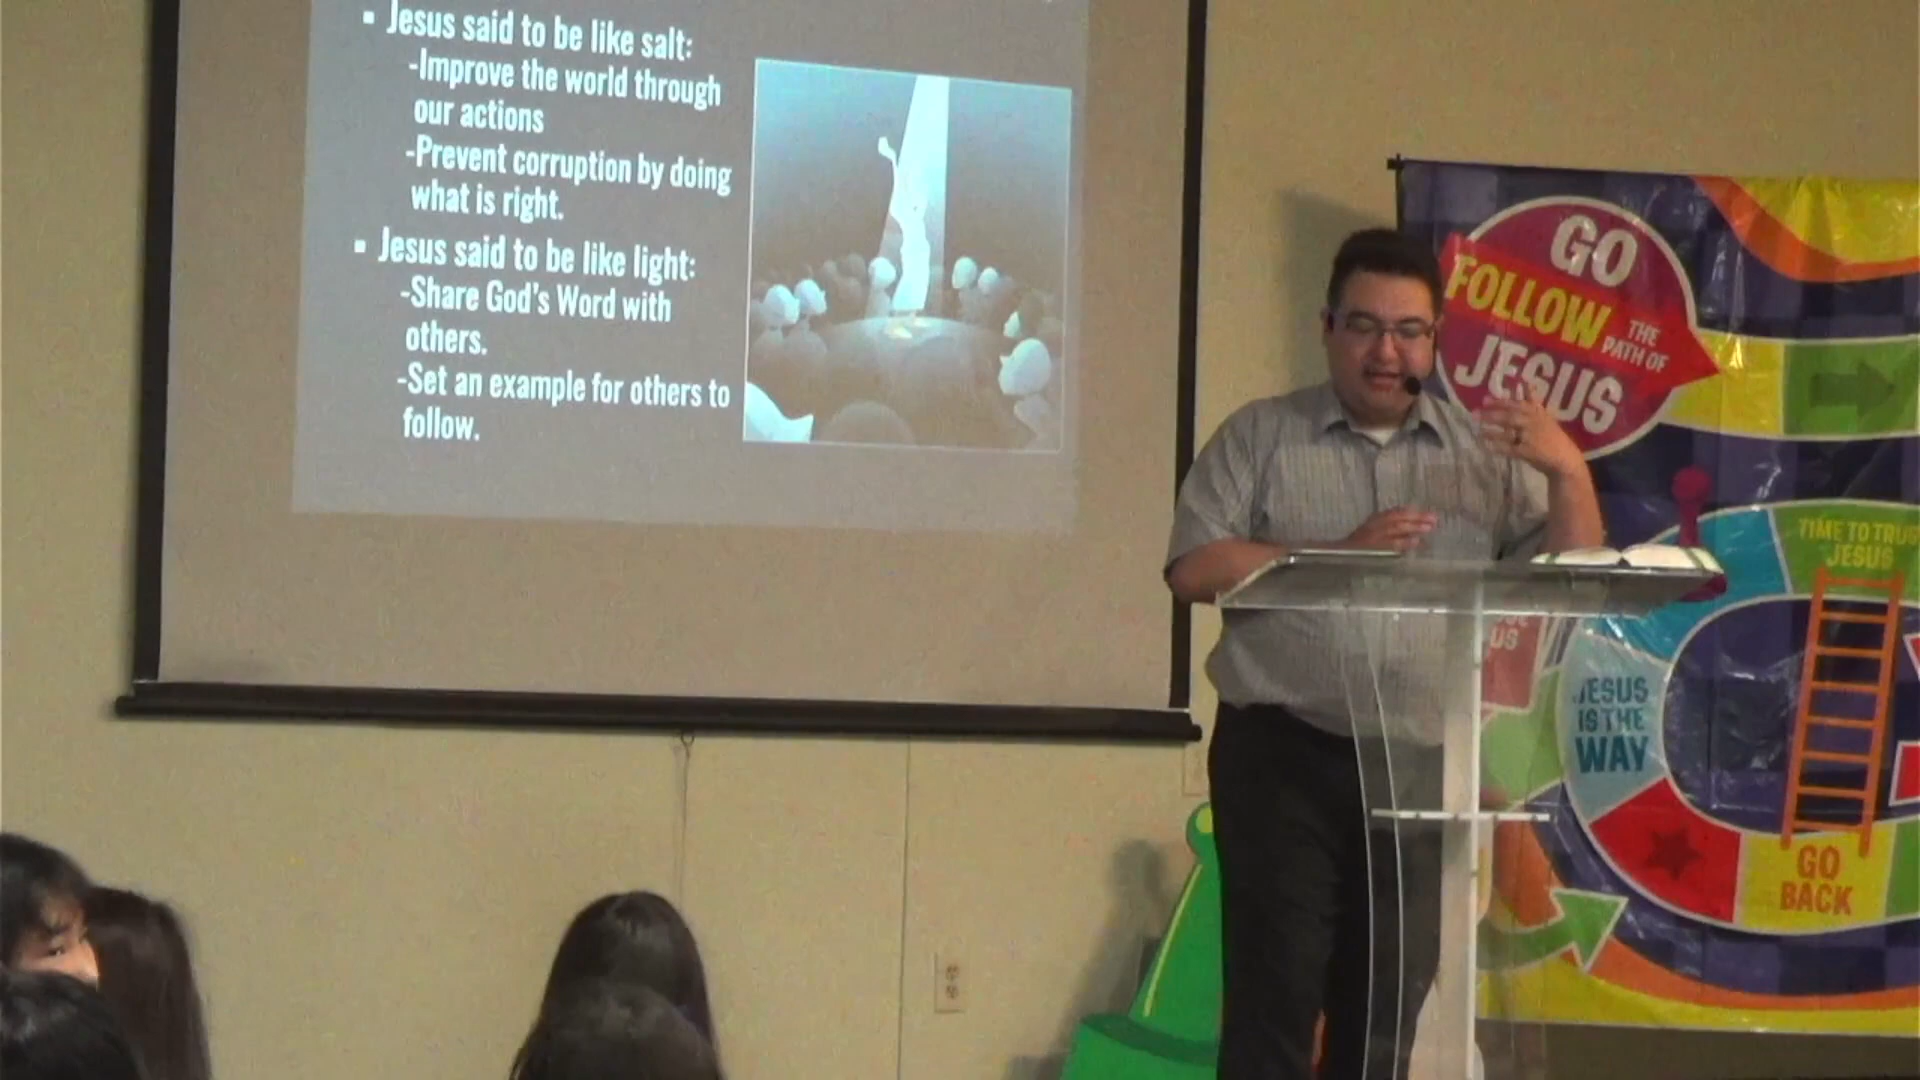 ▪ Jesus said to be like salt:
-Improve the world through
our actions
-Prevent corruption by doing
what is right.
▪ Jesus said to be like light:
-Share God's Word with
others.
-Set an example for others to
follow.
GO
FOLLOW THE
PATH OF
JESUS
TIME TO
JESUS
US
JESUS
IS THE
WAY
GO
BACK